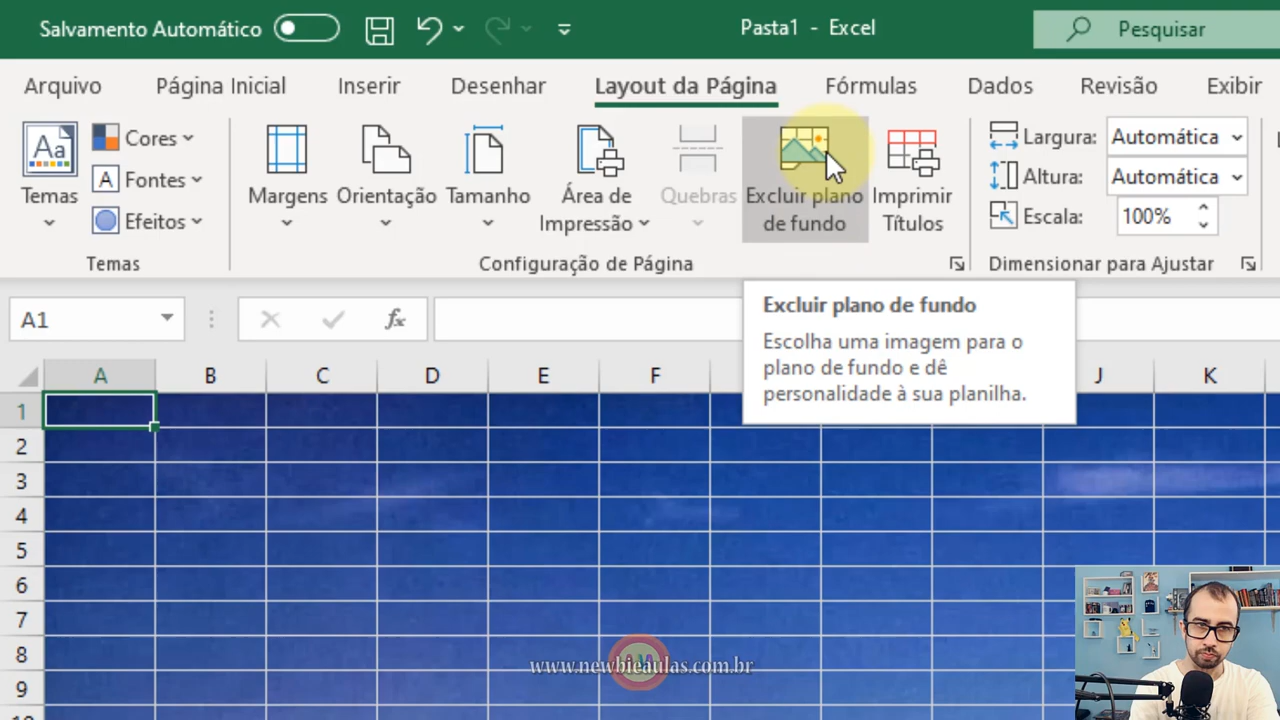 Salvamento Automático
Pasta1 - Excel
Pesquisar
Arquivo Página Inicial Inserir Desenhar Layout da Página Fórmulas Dados Revisão Exibir
Aa
Temas
Cores
A Fontes
Efeitos
Temas
Margens
Orientação
Tamanho
Área de
Impressão
Quebras
Excluir plano
de fundo
Imprimir
Títulos
Configuração de Página
Largura: Automática
Altura: Automática
Escala: 100%
Dimensionar para Ajustar
A1
fx
Excluir plano de fundo
Escolha uma imagem para o
plano de fundo e dê
personalidade à sua planilha.
A B C D E F J K
1
2
3
4
5
6
7
8
9
10
www.newbieaulas.com.br